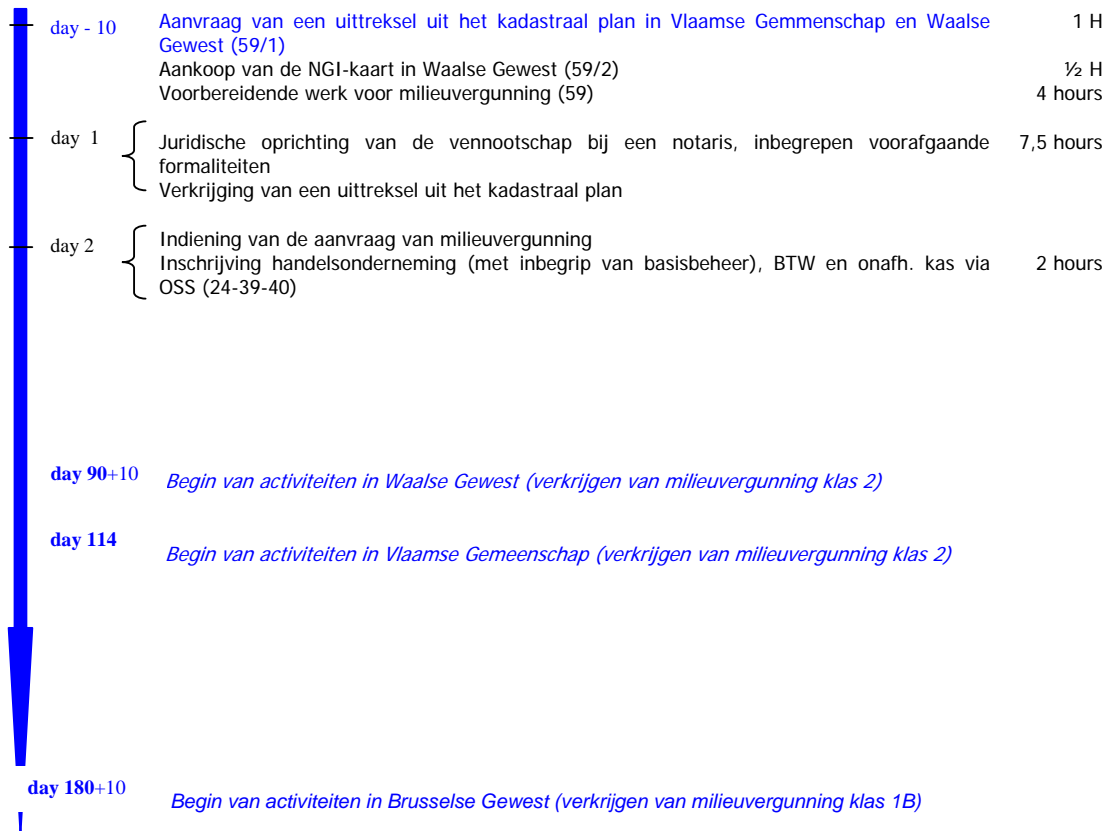 day - 10 Aanvraag van een uittreksel uit het kadastraal plan in Vlaamse Gemmenschap en Waalse 1 H
Gewest (59/1)
Aankoop van de NGI-kaart in Waalse Gewest (59/2) ½ H
Voorbereidende werk voor milieuvergunning (59) 4 hours
day 1 Juridische oprichting van de vennootschap bij een notaris, inbegrepen voorafgaande 7,5 hours
formaliteiten
Verkrijging van een uittreksel uit het kadastraal plan
day 2 Indiening van de aanvraag van milieuvergunning
Inschrijving handelsonderneming (met inbegrip van basisbeheer), BTW en onafh. kas via 2 hours
OSS (24-39-40)
day 90+10 Begin van activiteiten in Waalse Gewest (verkrijgen van milieuvergunning klas 2)
day 114 Begin van activiteiten in Vlaamse Gemeenschap (verkrijgen van milieuvergunning klas 2)
day 180+10 Begin van activiteiten in Brusselse Gewest (verkrijgen van milieuvergunning klas 1B)